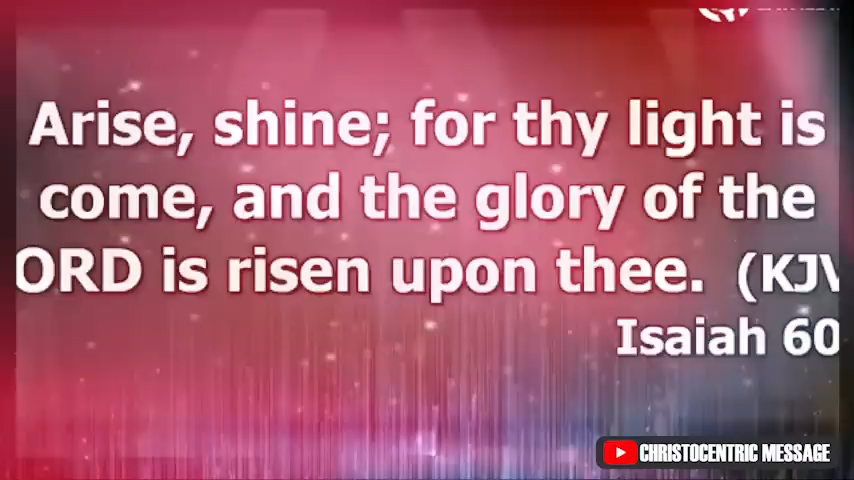 Arise, shine; for thy light is
come, and the glory of the
ORD is risen upon thee. (KJV
Isaiah 60
CHRISTOCENTRIC MESSAGE